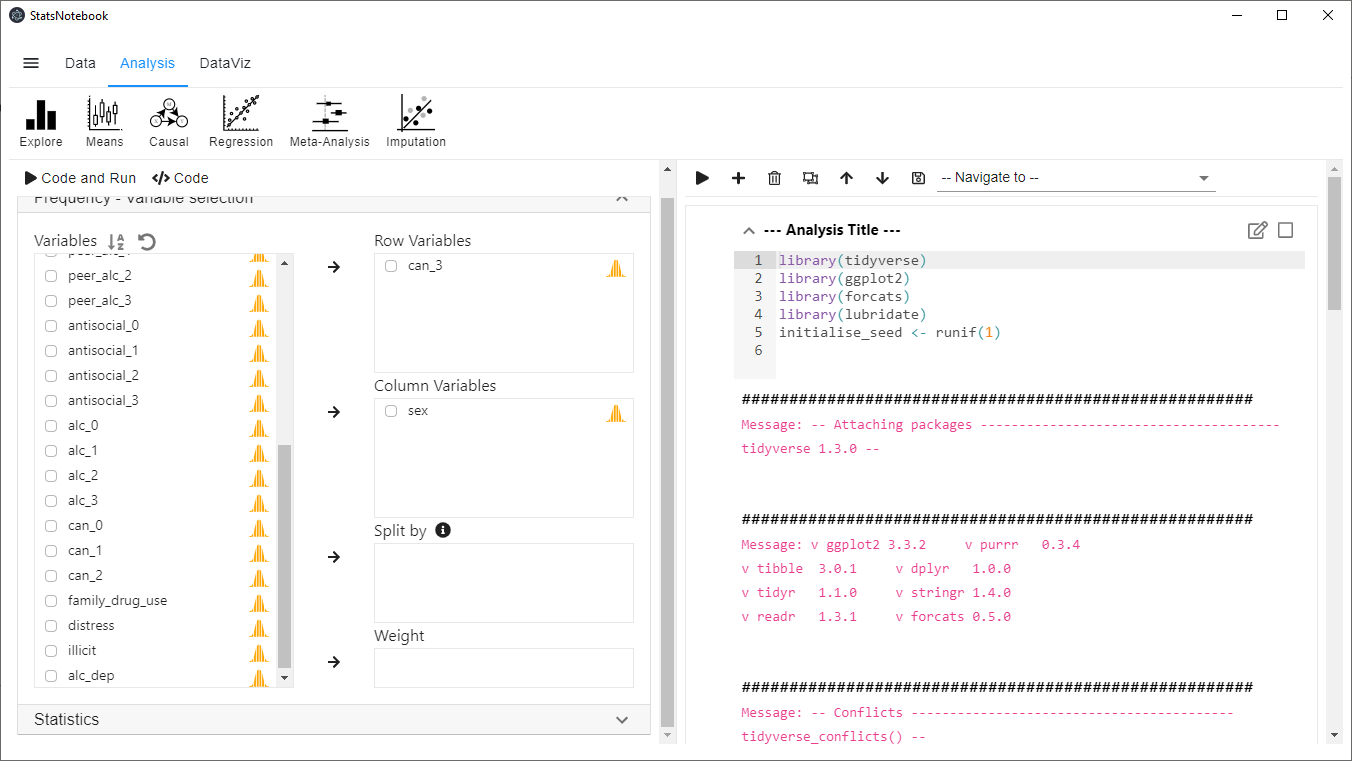 StatsNotebook
Data Analysis DataViz
Explore Means Causal Regression Meta-Analysis Imputation
Code and Run </> Code
Frequency - Variable selection
Variables
peer_alc_1
peer_alc_2
peer_alc_3
antisocial_0
antisocial_1
antisocial_2
antisocial_3
alc_0
alc_1
alc_2
alc_3
can_0
can_1
can_2
family_drug_use
distress
illicit
alc_dep
Row Variables
can_3
Column Variables
sex
Split by
Weight
Statistics
-- Navigate to --
--- Analysis Title ---
1 library(tidyverse)
2 library(ggplot2)
3 library(forcats)
4 library(lubridate)
5 initialise_seed <- runif(1)
6
######################################################
Message: -- Attaching packages ---------------------------------------
tidyverse 1.3.0 --
######################################################
Message: v ggplot2 3.3.2     v purrr   0.3.4
v tibble  3.0.1     v dplyr   1.0.0
v tidyr   1.1.0     v stringr 1.4.0
v readr   1.3.1     v forcats 0.5.0
######################################################
Message: -- Conflicts ------------------------------------------
tidyverse_conflicts() --